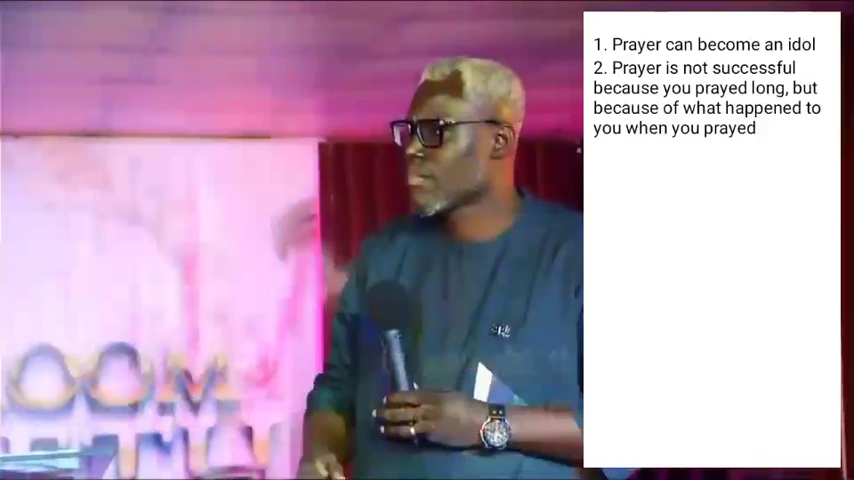 1. Prayer can become an idol
2. Prayer is not successful
because you prayed long, but
because of what happened to
you when you prayed
OOM